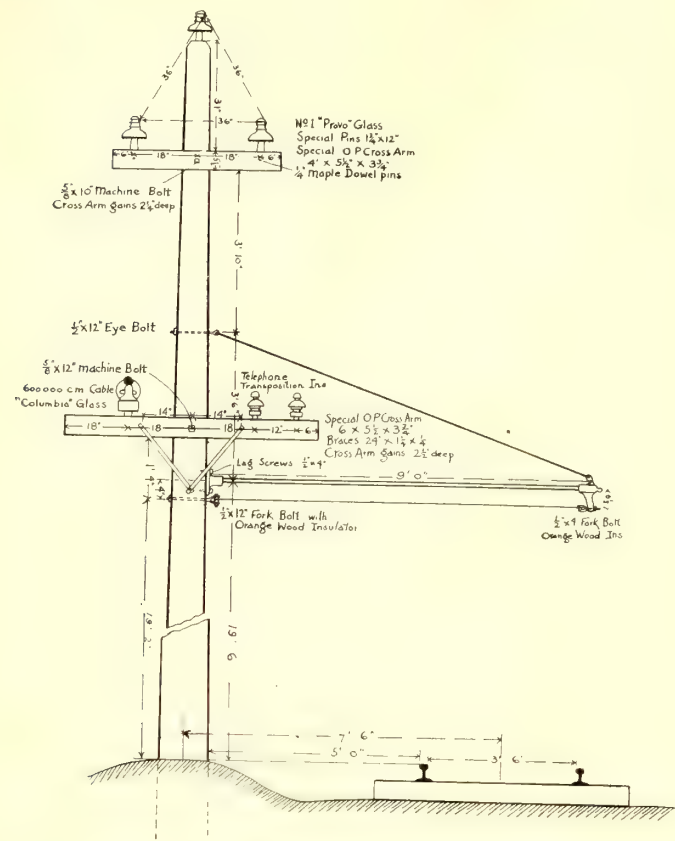 36"
36"
31"
36"
Nº 1 "Provo" Glass
Special Pins 1¾" x 12"
Special O P Cross Arm
4' x 5½" x 3¾"
¼" Maple Dowel pins
6"
18"
18"
6"
⅝" x 10" Machine Bolt
Cross Arm gains 2¼" deep
3' 10"
½" x 12" Eye Bolt
⅝" x 12" Machine Bolt
600000 cm Cable
"Columbia" Glass
Telephone
Transposition Ins
3' 6"
14"
14"
18"
18
18
12"
6"
Special O P Cross Arm
6 x 5½ x 3¾"
Braces 24" x 1¼ x ¼
Cross Arm gains 2½" deep
Lag Screws ½" x 4"
1' 4"
9' 0"
½" x 12" Fork Bolt with
Orange Wood Insulator
½" x 9 Fork Bolt
Orange Wood Ins
19' 6
7' 6"
5' 0"
3' 6'